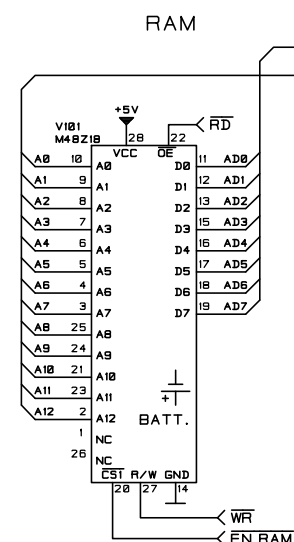 RAM
+5V
V101
M48Z18
28
22
RD
VCC
OE
A0 10 A0 D0 11 AD0
A1 9 A1 D1 12 AD1
A2 8 A2 D2 13 AD2
A3 7 A3 D3 15 AD3
A4 6 A4 D4 16 AD4
A5 5 A5 D5 17 AD5
A6 4 A6 D6 18 AD6
A7 3 A7 D7 19 AD7
A8 25 A8
A9 24 A9
A10 21 A10
A11 23 A11
A12 2 A12
+
BATT.
1 NC
26 NC
CS1 R/W GND
20 27 14
WR
EN RAM